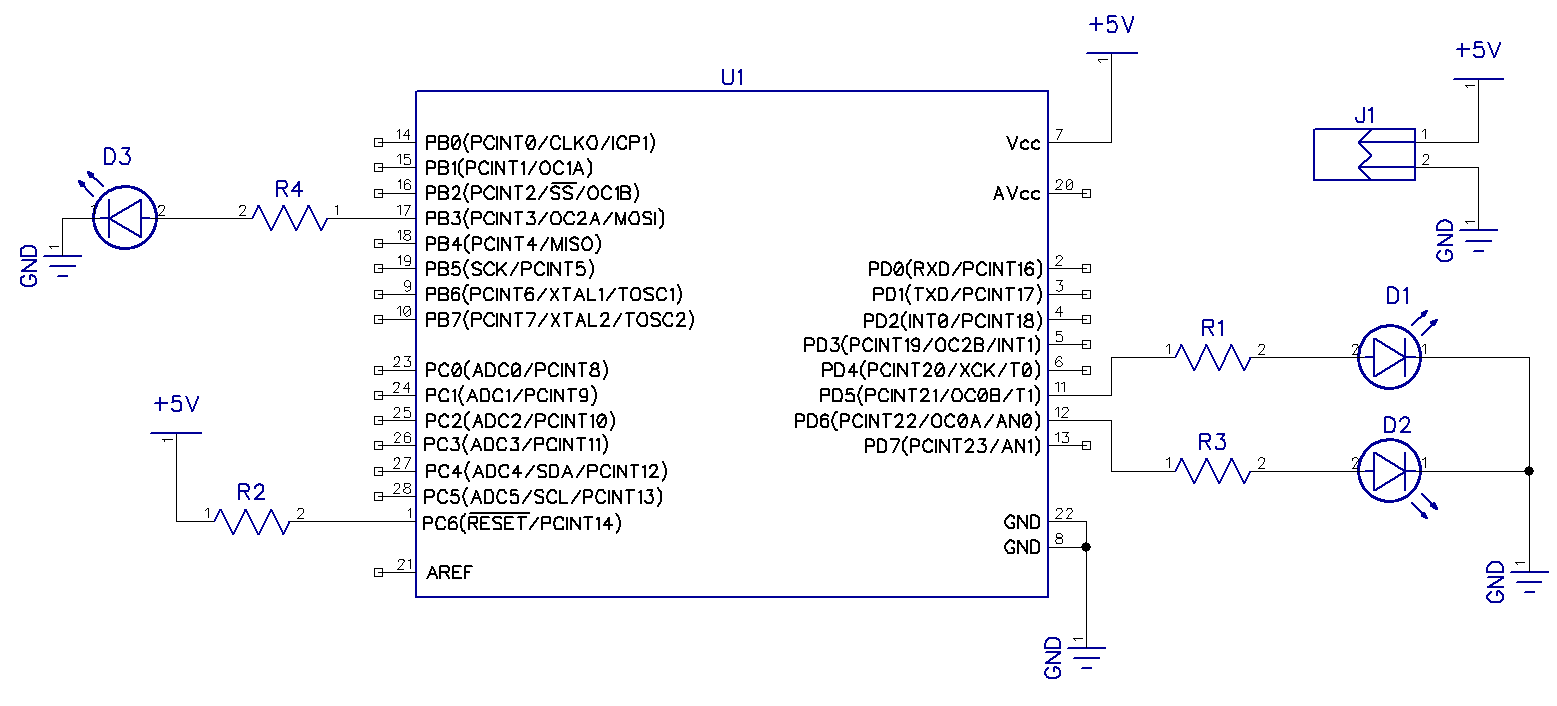 +5V
1
+5V
1
U1
J1
1
2
1
GND
14 PB0(PCINT0/CLKO/ICP1)
15 PB1(PCINT1/OC1A)
16 PB2(PCINT2/SS/OC1B)
17 PB3(PCINT3/OC2A/MOSI)
18 PB4(PCINT4/MISO)
19 PB5(SCK/PCINT5)
9 PB6(PCINT6/XTAL1/TOSC1)
10 PB7(PCINT7/XTAL2/TOSC2)
23 PC0(ADC0/PCINT8)
24 PC1(ADC1/PCINT9)
25 PC2(ADC2/PCINT10)
26 PC3(ADC3/PCINT11)
27 PC4(ADC4/SDA/PCINT12)
28 PC5(ADC5/SCL/PCINT13)
1 PC6(RESET/PCINT14)
21 AREF
Vcc 7
AVcc 20
PD0(RXD/PCINT16) 2
PD1(TXD/PCINT17) 3
PD2(INT0/PCINT18) 4
PD3(PCINT19/OC2B/INT1) 5
PD4(PCINT20/XCK/T0) 6
PD5(PCINT21/OC0B/T1) 11
PD6(PCINT22/OC0A/AN0) 12
PD7(PCINT23/AN1) 13
GND 22
GND 8
1
GND
D3
1 2
R4
2 1
1
GND
+5V
1
R2
1 2
R1
1 2
D1
2 1
R3
1 2
D2
2 1
1
GND